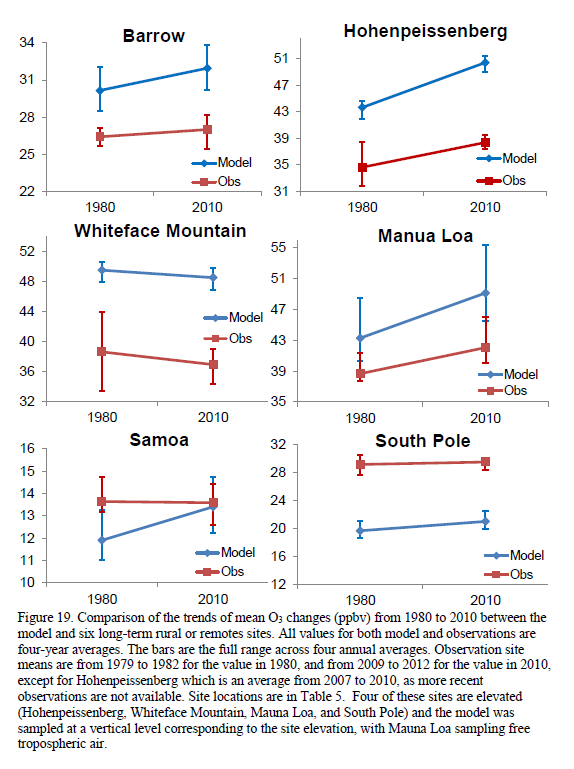 Barrow
34
31
28
25
22
Model
Obs
1980 2010
Hohenpeissenberg
51
47
43
39
35
31
Model
Obs
1980 2010
Whiteface Mountain
52
48
44
40
36
32
Model
Obs
1980 2010
Manua Loa
55
51
47
43
39
35
Model
Obs
1980 2010
Samoa
16
15
14
13
12
11
10
Model
Obs
1980 2010
South Pole
32
28
24
20
16
12
Model
Obs
1980 2010
Figure 19. Comparison of the trends of mean O₃ changes (ppbv) from 1980 to 2010 between the
model and six long-term rural or remotes sites. All values for both model and observations are
four-year averages. The bars are the full range across four annual averages. Observation site
means are from 1979 to 1982 for the value in 1980, and from 2009 to 2012 for the value in 2010,
except for Hohenpeissenberg which is an average from 2007 to 2010, as more recent
observations are not available. Site locations are in Table 5. Four of these sites are elevated
(Hohenpeissenberg, Whiteface Mountain, Mauna Loa, and South Pole) and the model was
sampled at a vertical level corresponding to the site elevation, with Mauna Loa sampling free
tropospheric air.